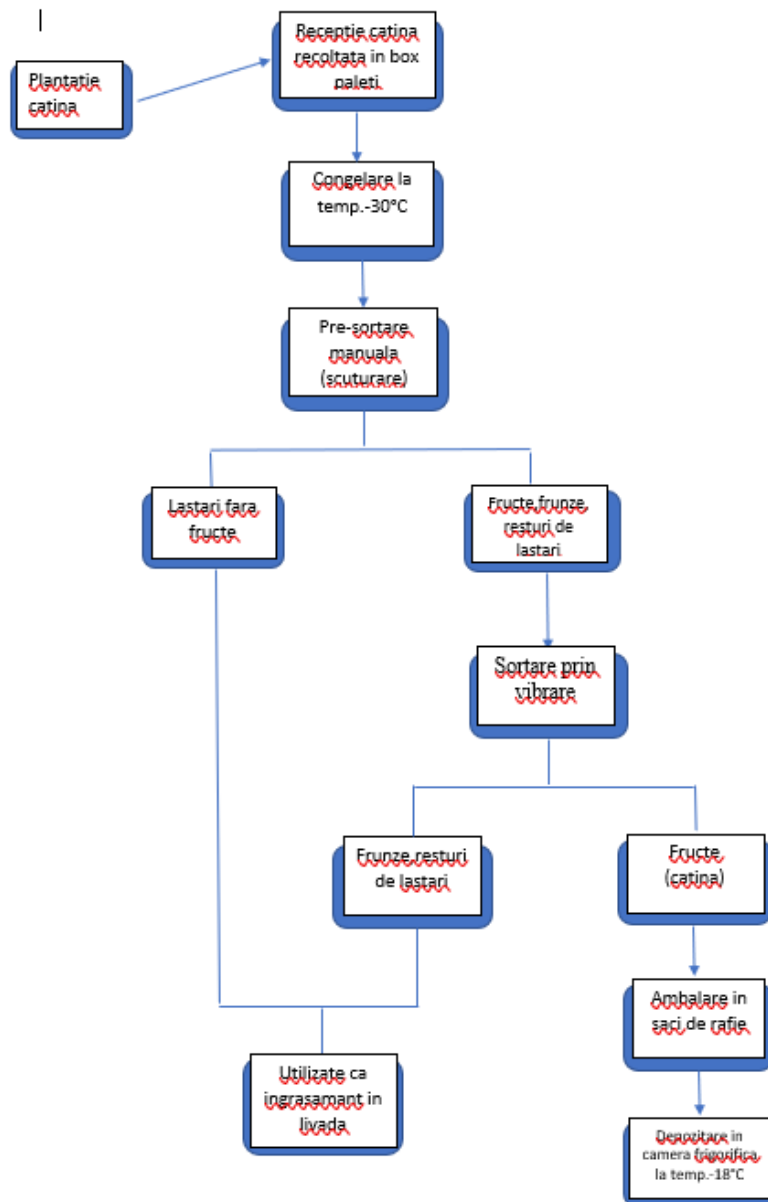 Plantatie
catina
Receptie catina
recoltata in box
paleti
Congelare la
temp.-30°C
Pre-sortare
manuala
(scuturare)
Lastari fara
fructe
Fructe,frunze,
resturi de
lastari
Sortare prin
vibrare
Frunze,resturi
de lastari
Fructe
(catina)
Ambalare in
saci de rafie
Utilizate ca
ingrasamant in
livada
Depozitare in
camera frigorifica
la temp.-18°C